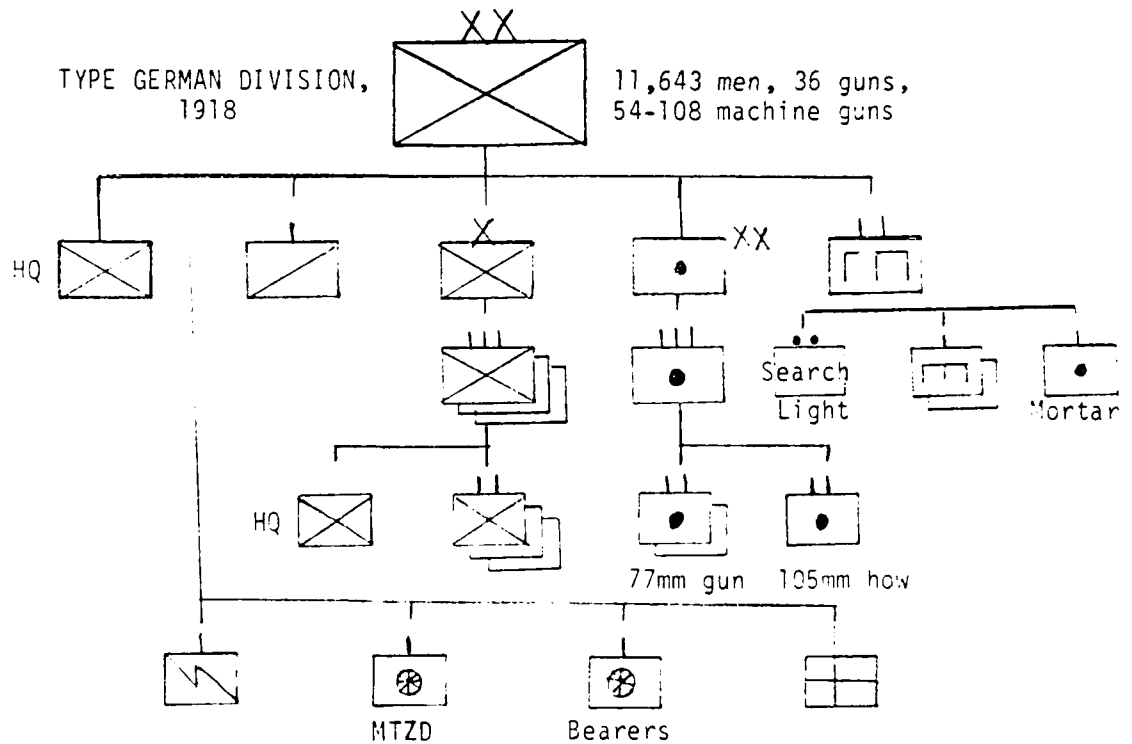 TYPE GERMAN DIVISION,
1918
11,643 men, 36 guns,
54-108 machine guns
XX
X
XX
HQ
Search
Light
Mortar
HQ
77mm gun
105mm how
MTZD
Bearers